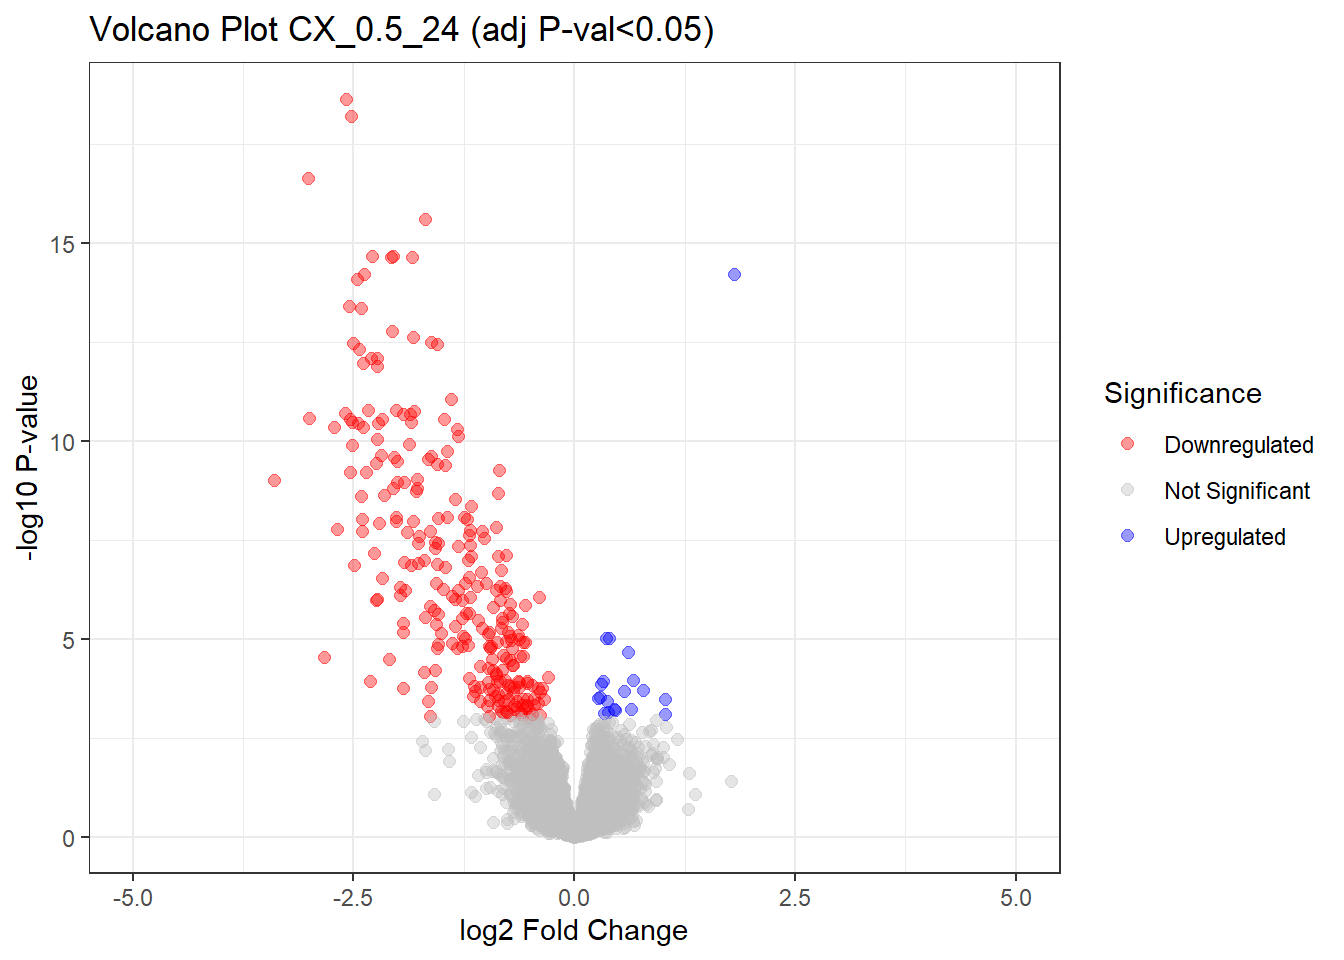 Volcano Plot CX_0.5_24 (adj P-val<0.05)
-log10 P-value
15
10
5
0
-5.0
-2.5
0.0
2.5
5.0
log2 Fold Change
Significance
Downregulated
Not Significant
Upregulated